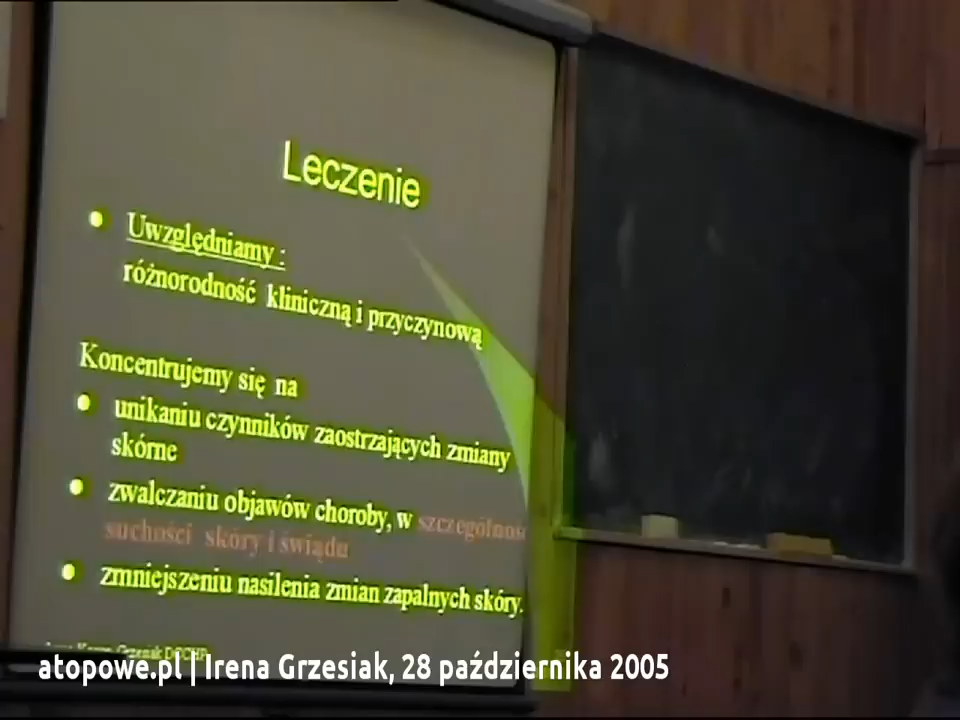 Leczenie
Uwzględniamy :
różnorodność kliniczną i przyczynową
Koncentrujemy się na
unikaniu czynników zaostrzających zmiany
skórne
zwalczaniu objawów choroby, w
suchości skóry i świądu
zmniejszeniu nasilenia zmian zapalnych skóry.
Grzesiak
atopowe.pl | Irena Grzesiak, 28 października 2005